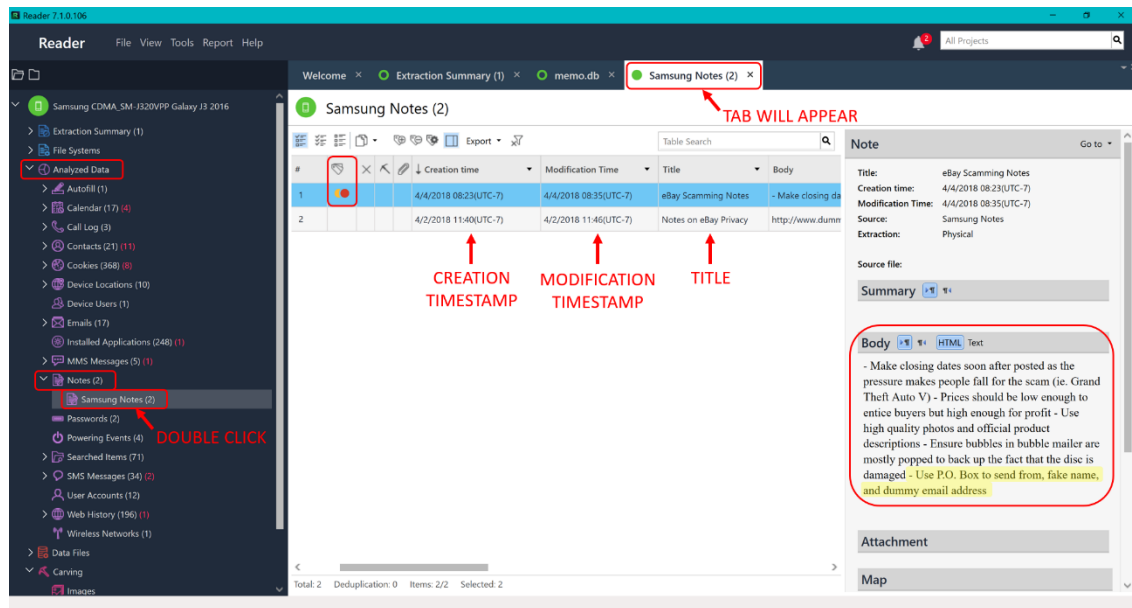 Reader 7.1.0.106
Reader File View Tools Report Help
2
All Projects
Welcome × Extraction Summary (1) × memo.db × Samsung Notes (2) ×
TAB WILL APPEAR
Samsung CDMA_SM-J320VPP Galaxy J3 2016
Extraction Summary (1)
File Systems
Analyzed Data
Autofill (1)
Calendar (17) (4)
Call Log (3)
Contacts (21) (11)
Cookies (368) (8)
Device Locations (10)
Device Users (1)
Emails (17)
Installed Applications (248) (1)
MMS Messages (5) (1)
Notes (2)
Samsung Notes (2)
Passwords (2)
DOUBLE CLICK
Powering Events (4)
Searched Items (71)
SMS Messages (34) (2)
User Accounts (12)
Web History (196) (1)
Wireless Networks (1)
Data Files
Carving
Images
Samsung Notes (2)
Export
Table Search
# Creation time Modification Time Title Body
1 4/4/2018 08:23(UTC-7) 4/4/2018 08:35(UTC-7) eBay Scamming Notes - Make closing da
2 4/2/2018 11:40(UTC-7) 4/2/2018 11:46(UTC-7) Notes on eBay Privacy http://www.dumm
CREATION
TIMESTAMP
MODIFICATION
TIMESTAMP
TITLE
Total: 2 Deduplication: 0 Items: 2/2 Selected: 2
Note Go to
Title: eBay Scamming Notes
Creation time: 4/4/2018 08:23(UTC-7)
Modification Time: 4/4/2018 08:35(UTC-7)
Source: Samsung Notes
Extraction: Physical
Source file:
Summary
Body HTML Text
- Make closing dates soon after posted as the
pressure makes people fall for the scam (ie. Grand
Theft Auto V) - Prices should be low enough to
entice buyers but high enough for profit - Use
high quality photos and official product
descriptions - Ensure bubbles in bubble mailer are
mostly popped to back up the fact that the disc is
damaged - Use P.O. Box to send from, fake name,
and dummy email address
Attachment
Map